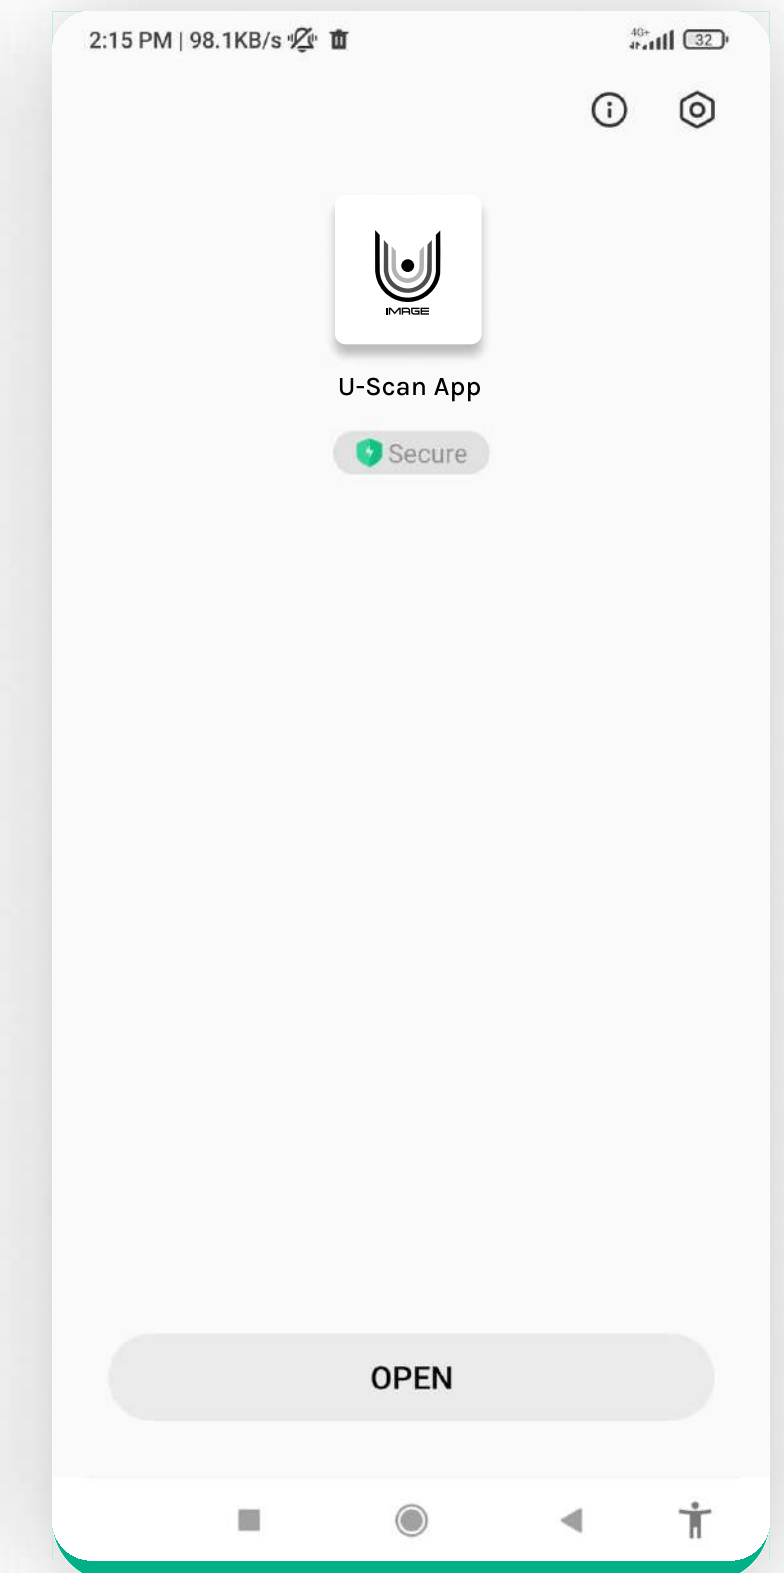 2:15 PM | 98.1KB/s
4G+
32
IMAGE
U-Scan App
Secure
OPEN